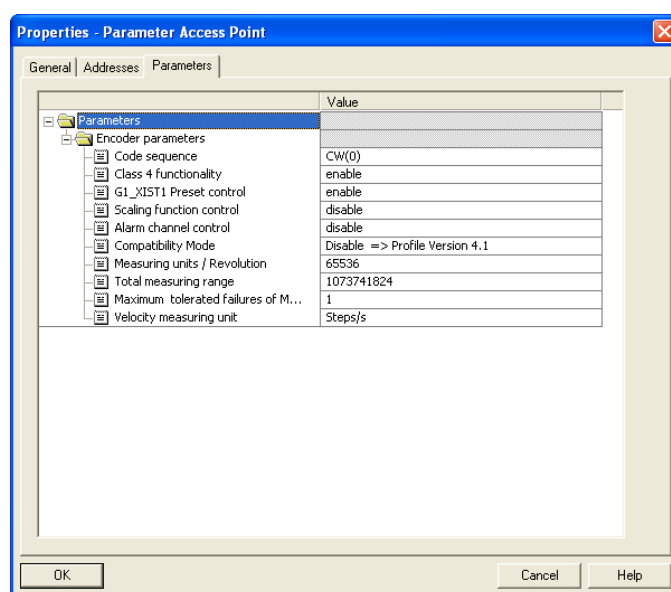 Properties - Parameter Access Point
General Addresses Parameters
Value
Parameters
Encoder parameters
Code sequence CW(0)
Class 4 functionality enable
G1_XIST1 Preset control enable
Scaling function control disable
Alarm channel control disable
Compatibility Mode Disable => Profile Version 4.1
Measuring units / Revolution 65536
Total measuring range 1073741824
Maximum tolerated failures of M... 1
Velocity measuring unit Steps/s
OK Cancel Help